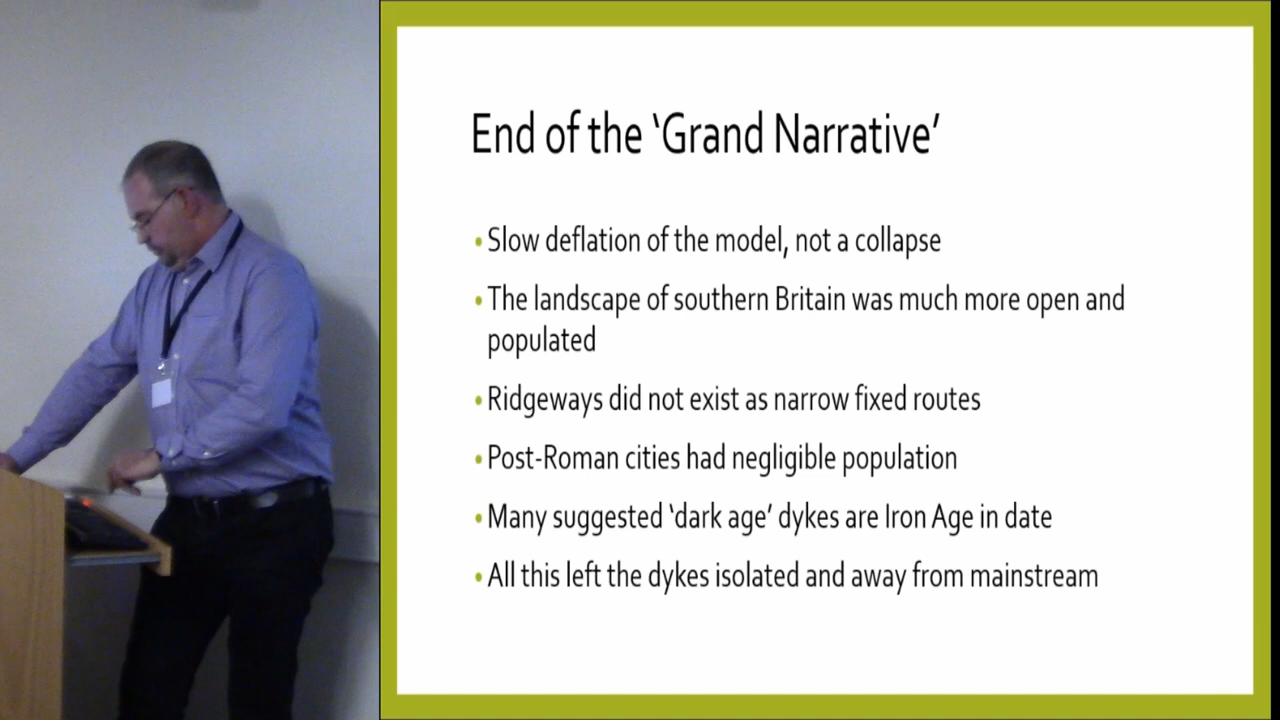 End of the ‘Grand Narrative’
•Slow deflation of the model, not a collapse
•The landscape of southern Britain was much more open and
populated
•Ridgeways did not exist as narrow fixed routes
•Post-Roman cities had negligible population
•Many suggested ‘dark age’ dykes are Iron Age in date
•All this left the dykes isolated and away from mainstream